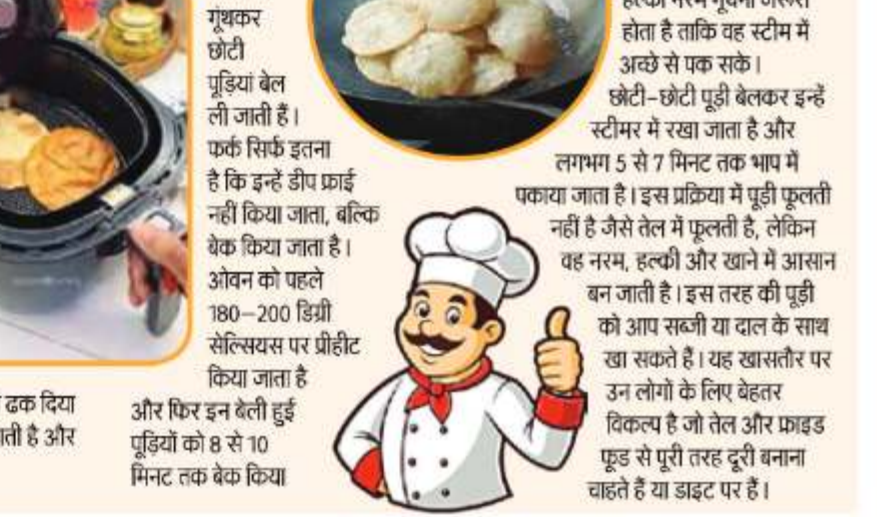 गूंथकर
छोटी
पूड़ियां बेल
ली जाती हैं।
फर्क सिर्फ इतना
है कि इन्हें डीप फ्राई
नहीं किया जाता, बल्कि
बेक किया जाता है।
ओवन को पहले
180-200 डिग्री
सेल्सियस पर प्रीहीट
किया जाता है
और फिर इन बेली हुई
पूड़ियों को 8 से 10
मिनट तक बेक किया
ढक दिया
है और
होता है ताकि वह स्टीम में
अच्छे से पक सके।
छोटी-छोटी पूड़ी बेलकर इन्हें
स्टीमर में रखा जाता है और
लगभग 5 से 7 मिनट तक भाप में
पकाया जाता है। इस प्रक्रिया में पूड़ी फूलती
नहीं है जैसे तेल में फूलती है, लेकिन
वह नरम, हल्की और खाने में आसान
बन जाती है। इस तरह की पूड़ी
को आप सब्जी या दाल के साथ
खा सकते हैं। यह खासतौर पर
उन लोगों के लिए बेहतर
विकल्प है जो तेल और फ्राइड
फूड से पूरी तरह दूरी बनाना
चाहते हैं या डाइट पर हैं।